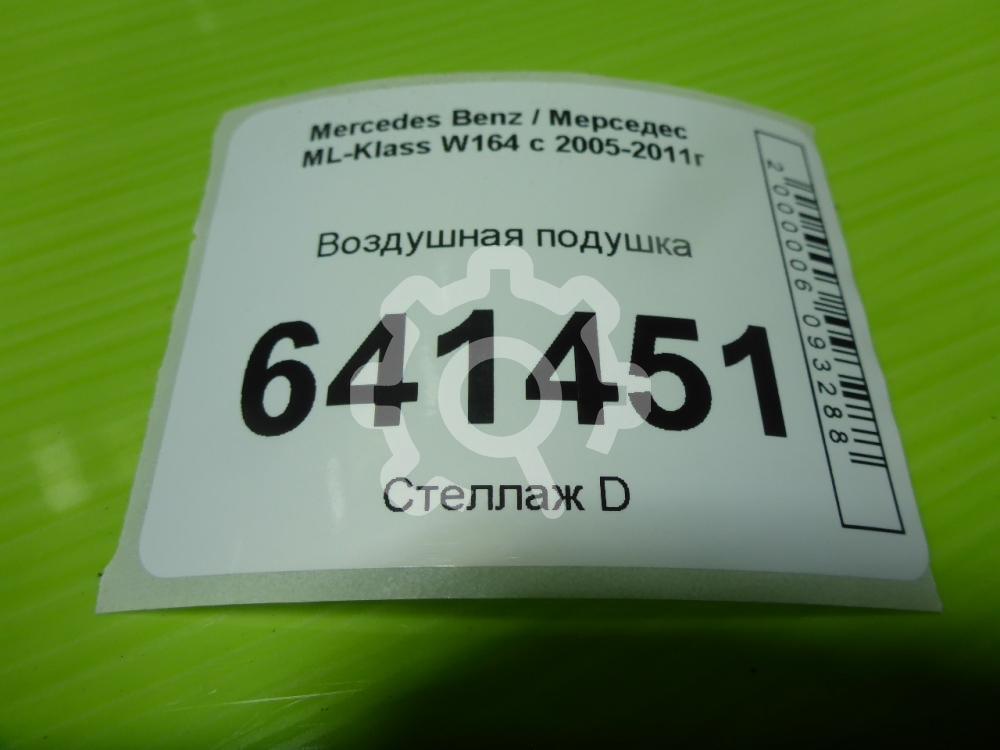 Mercedes Benz / Мерседес
ML-Klass W164 с 2005-2011г
Воздушная подушка
641451
Стеллаж D
2000006093288